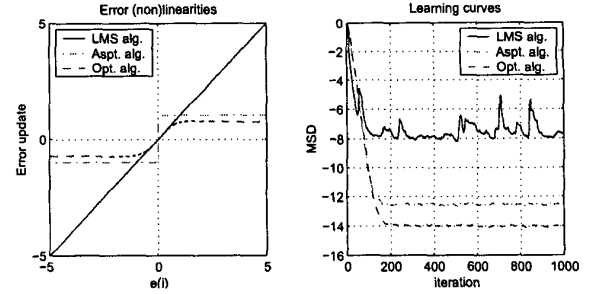 Error (non)linearities
5
LMS alg.
Aspt. alg.
Opt. alg.
Error update
0
−5
−5
0
5
e(i)
Learning curves
0
LMS alg.
Aspt. alg.
Opt. alg.
−2
−4
−6
MSD
−8
−10
−12
−14
−16
0
200
400
600
800
1000
iteration